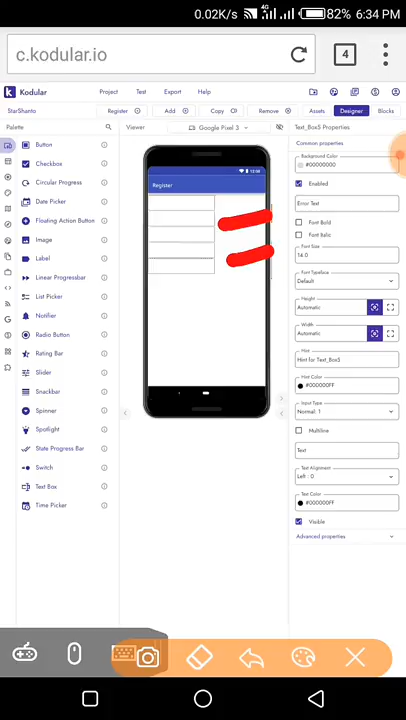 0.02K/s 4G 82% 6:34 PM
c.kodular.io 4
Kodular Project Test Export Help
StarShanto Register Add Copy Remove Assets Designer Blocks
Palette
Viewer Google Pixel 3
Text_Box5 Properties
Button
Checkbox
Circular Progress
Date Picker
Floating Action Button
Image
Label
Linear Progressbar
List Picker
Notifier
Radio Button
Rating Bar
Slider
Snackbar
Spinner
Spotlight
State Progress Bar
Switch
Text Box
Time Picker
Register
Common properties
Background Color
#00000000
Enabled
Error Text
Font Bold
Font Italic
Font Size
14.0
Font Typeface
Default
Height
Automatic
Width
Automatic
Hint
Hint for Text_Box5
Hint Color
#000000FF
Input Type
Normal: 1
Multiline
Text
Text Alignment
Left : 0
Text Color
#000000FF
Visible
Advanced properties